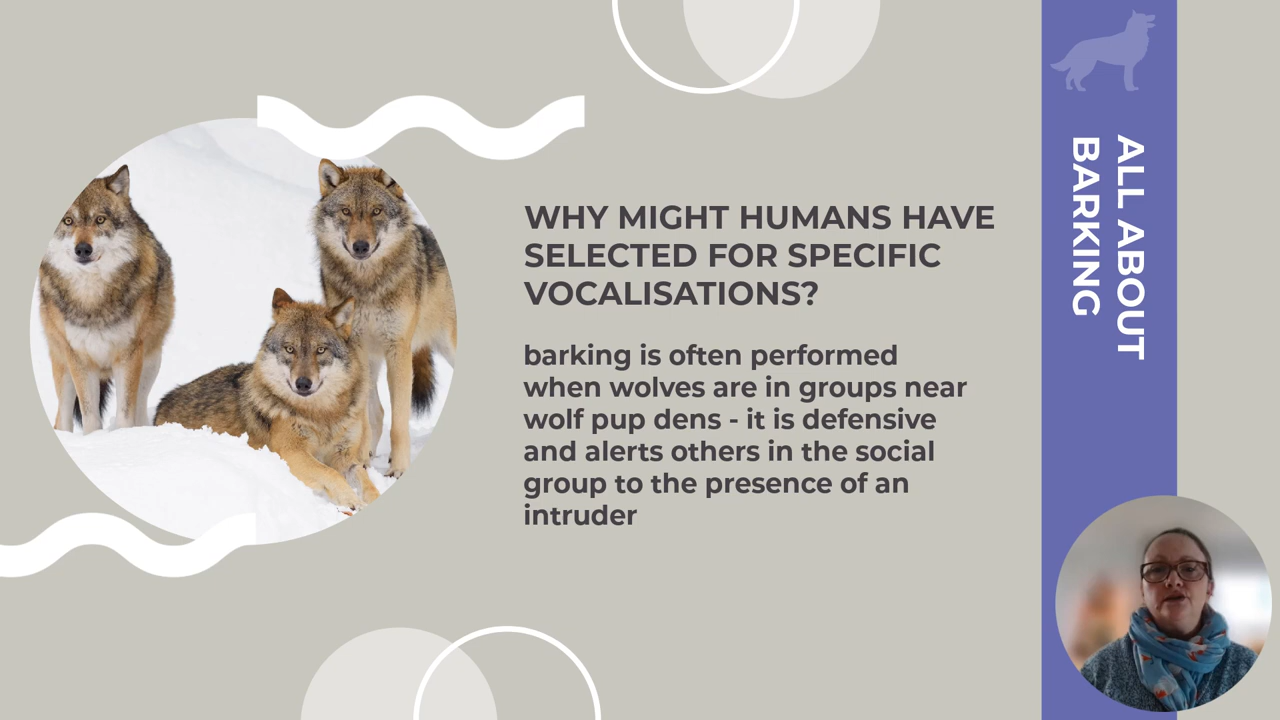 WHY MIGHT HUMANS HAVE
SELECTED FOR SPECIFIC
VOCALISATIONS?
barking is often performed
when wolves are in groups near
wolf pup dens - it is defensive
and alerts others in the social
group to the presence of an
intruder
ALL ABOUT
BARKING